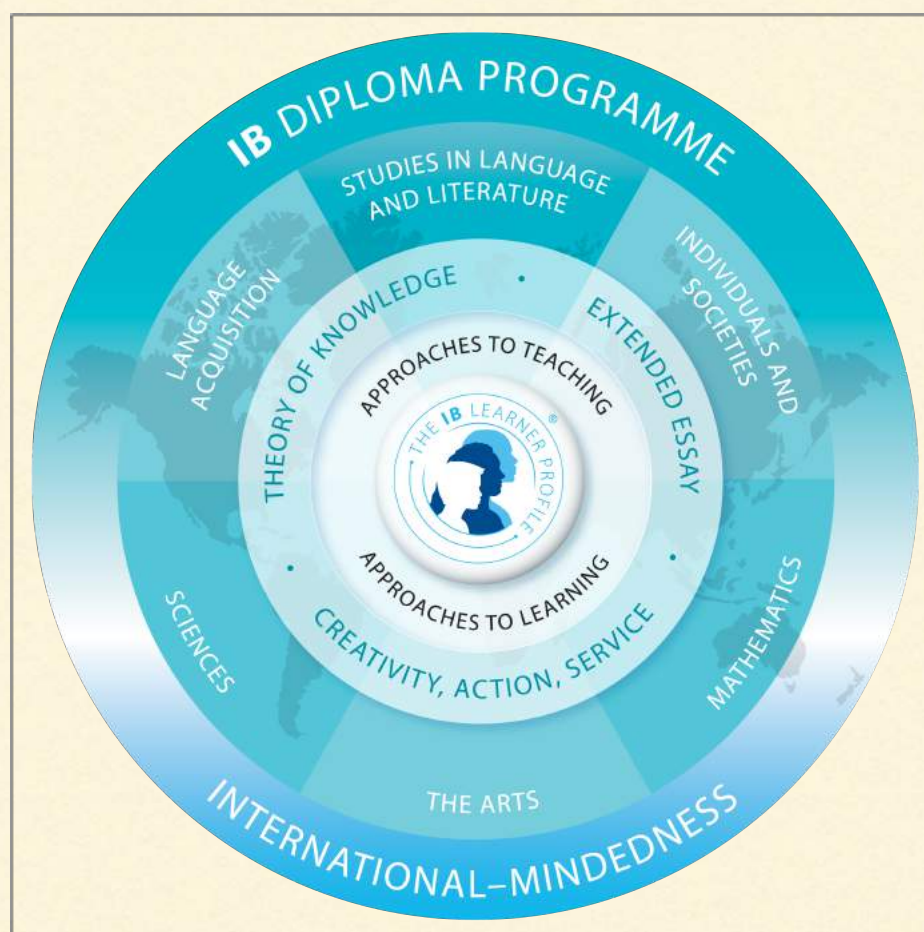 IB DIPLOMA PROGRAMME
STUDIES IN LANGUAGE
AND LITERATURE
LANGUAGE
ACQUISITION
INDIVIDUALS AND
SOCIETIES
THEORY OF KNOWLEDGE
·
EXTENDED ESSAY
APPROACHES TO TEACHING
THE IB LEARNER PROFILE®
APPROACHES TO LEARNING
·
CREATIVITY, ACTION, SERVICE
·
SCIENCES
MATHEMATICS
THE ARTS
INTERNATIONAL–MINDEDNESS